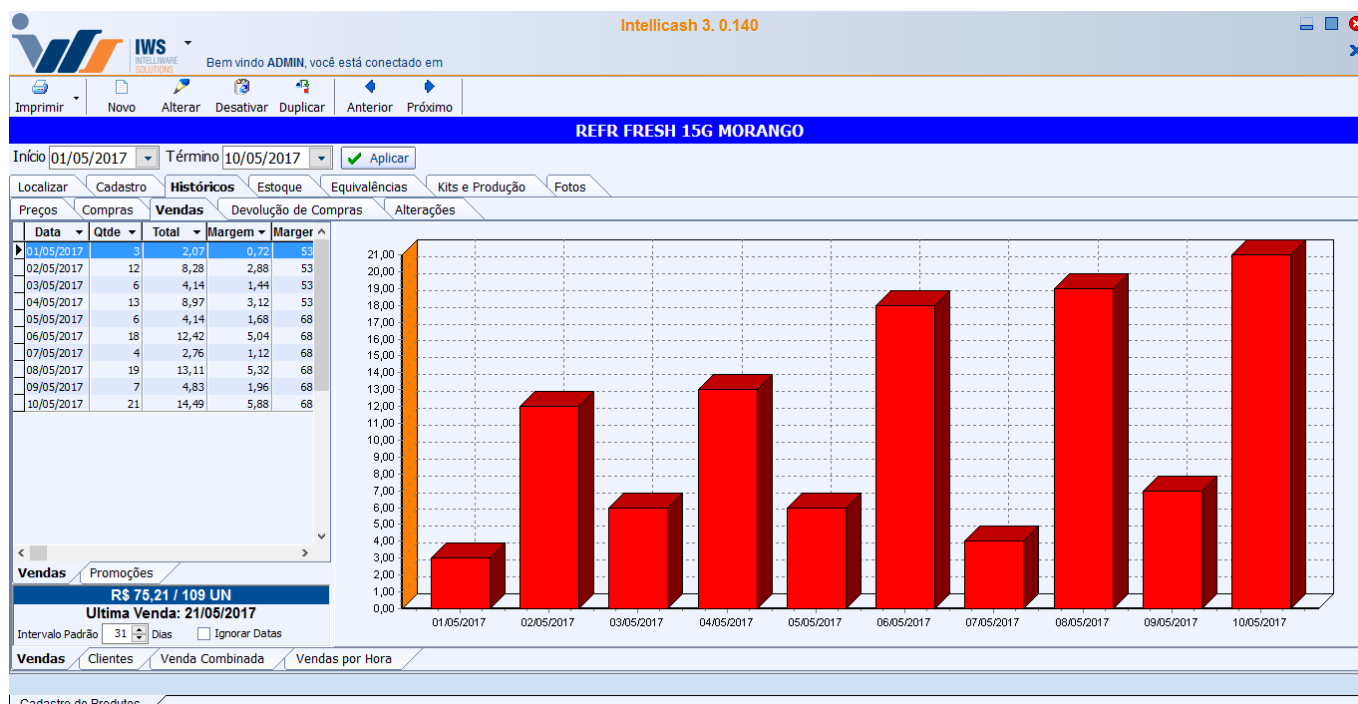 Intellicash 3. 0.140
IWS
INTELLIWARE
SOLUTIONS
Bem vindo ADMIN, você está conectado em
Imprimir Novo Alterar Desativar Duplicar Anterior Próximo
REFR FRESH 15G MORANGO
Início 01/05/2017 Término 10/05/2017 Aplicar
Localizar Cadastro Históricos Estoque Equivalências Kits e Produção Fotos
Preços Compras Vendas Devolução de Compras Alterações
Data Qtde Total Margem Marger
01/05/2017 3 2,07 0,72 53
02/05/2017 12 8,28 2,88 53
03/05/2017 6 4,14 1,44 53
04/05/2017 13 8,97 3,12 53
05/05/2017 6 4,14 1,68 68
06/05/2017 18 12,42 5,04 68
07/05/2017 4 2,76 1,12 68
08/05/2017 19 13,11 5,32 68
09/05/2017 7 4,83 1,96 68
10/05/2017 21 14,49 5,88 68
Vendas Promoções
R$ 75,21 / 109 UN
Ultima Venda: 21/05/2017
Intervalo Padrão 31 Dias Ignorar Datas
21,00
20,00
19,00
18,00
17,00
16,00
15,00
14,00
13,00
12,00
11,00
10,00
9,00
8,00
7,00
6,00
5,00
4,00
3,00
2,00
1,00
0,00
01/05/2017 02/05/2017 03/05/2017 04/05/2017 05/05/2017 06/05/2017 07/05/2017 08/05/2017 09/05/2017 10/05/2017
Vendas Clientes Venda Combinada Vendas por Hora
Cadastro de Produtos